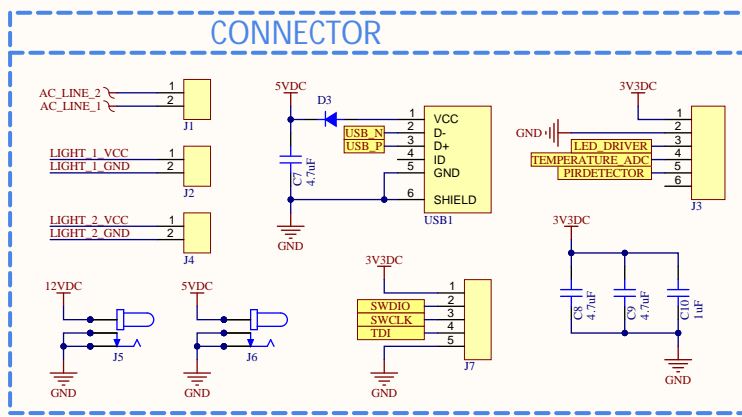 CONNECTOR
AC_LINE_2
AC_LINE_1
1
2
J1
LIGHT_1_VCC
LIGHT_1_GND
1
2
J2
LIGHT_2_VCC
LIGHT_2_GND
1
2
J4
12VDC
J5
GND
5VDC
J6
GND
5VDC
D3
C7
4.7uF
GND
USB_N
USB_P
1
2
3
4
5
6
VCC
D-
D+
ID
GND
SHIELD
USB1
3V3DC
SWDIO
SWCLK
TDI
1
2
3
4
5
J7
GND
3V3DC
GND
LED_DRIVER
TEMPERATURE_ADC
PIRDETECTOR
1
2
3
4
5
6
J3
3V3DC
C8
4.7uF
C9
4.7uF
C10
1uF
GND